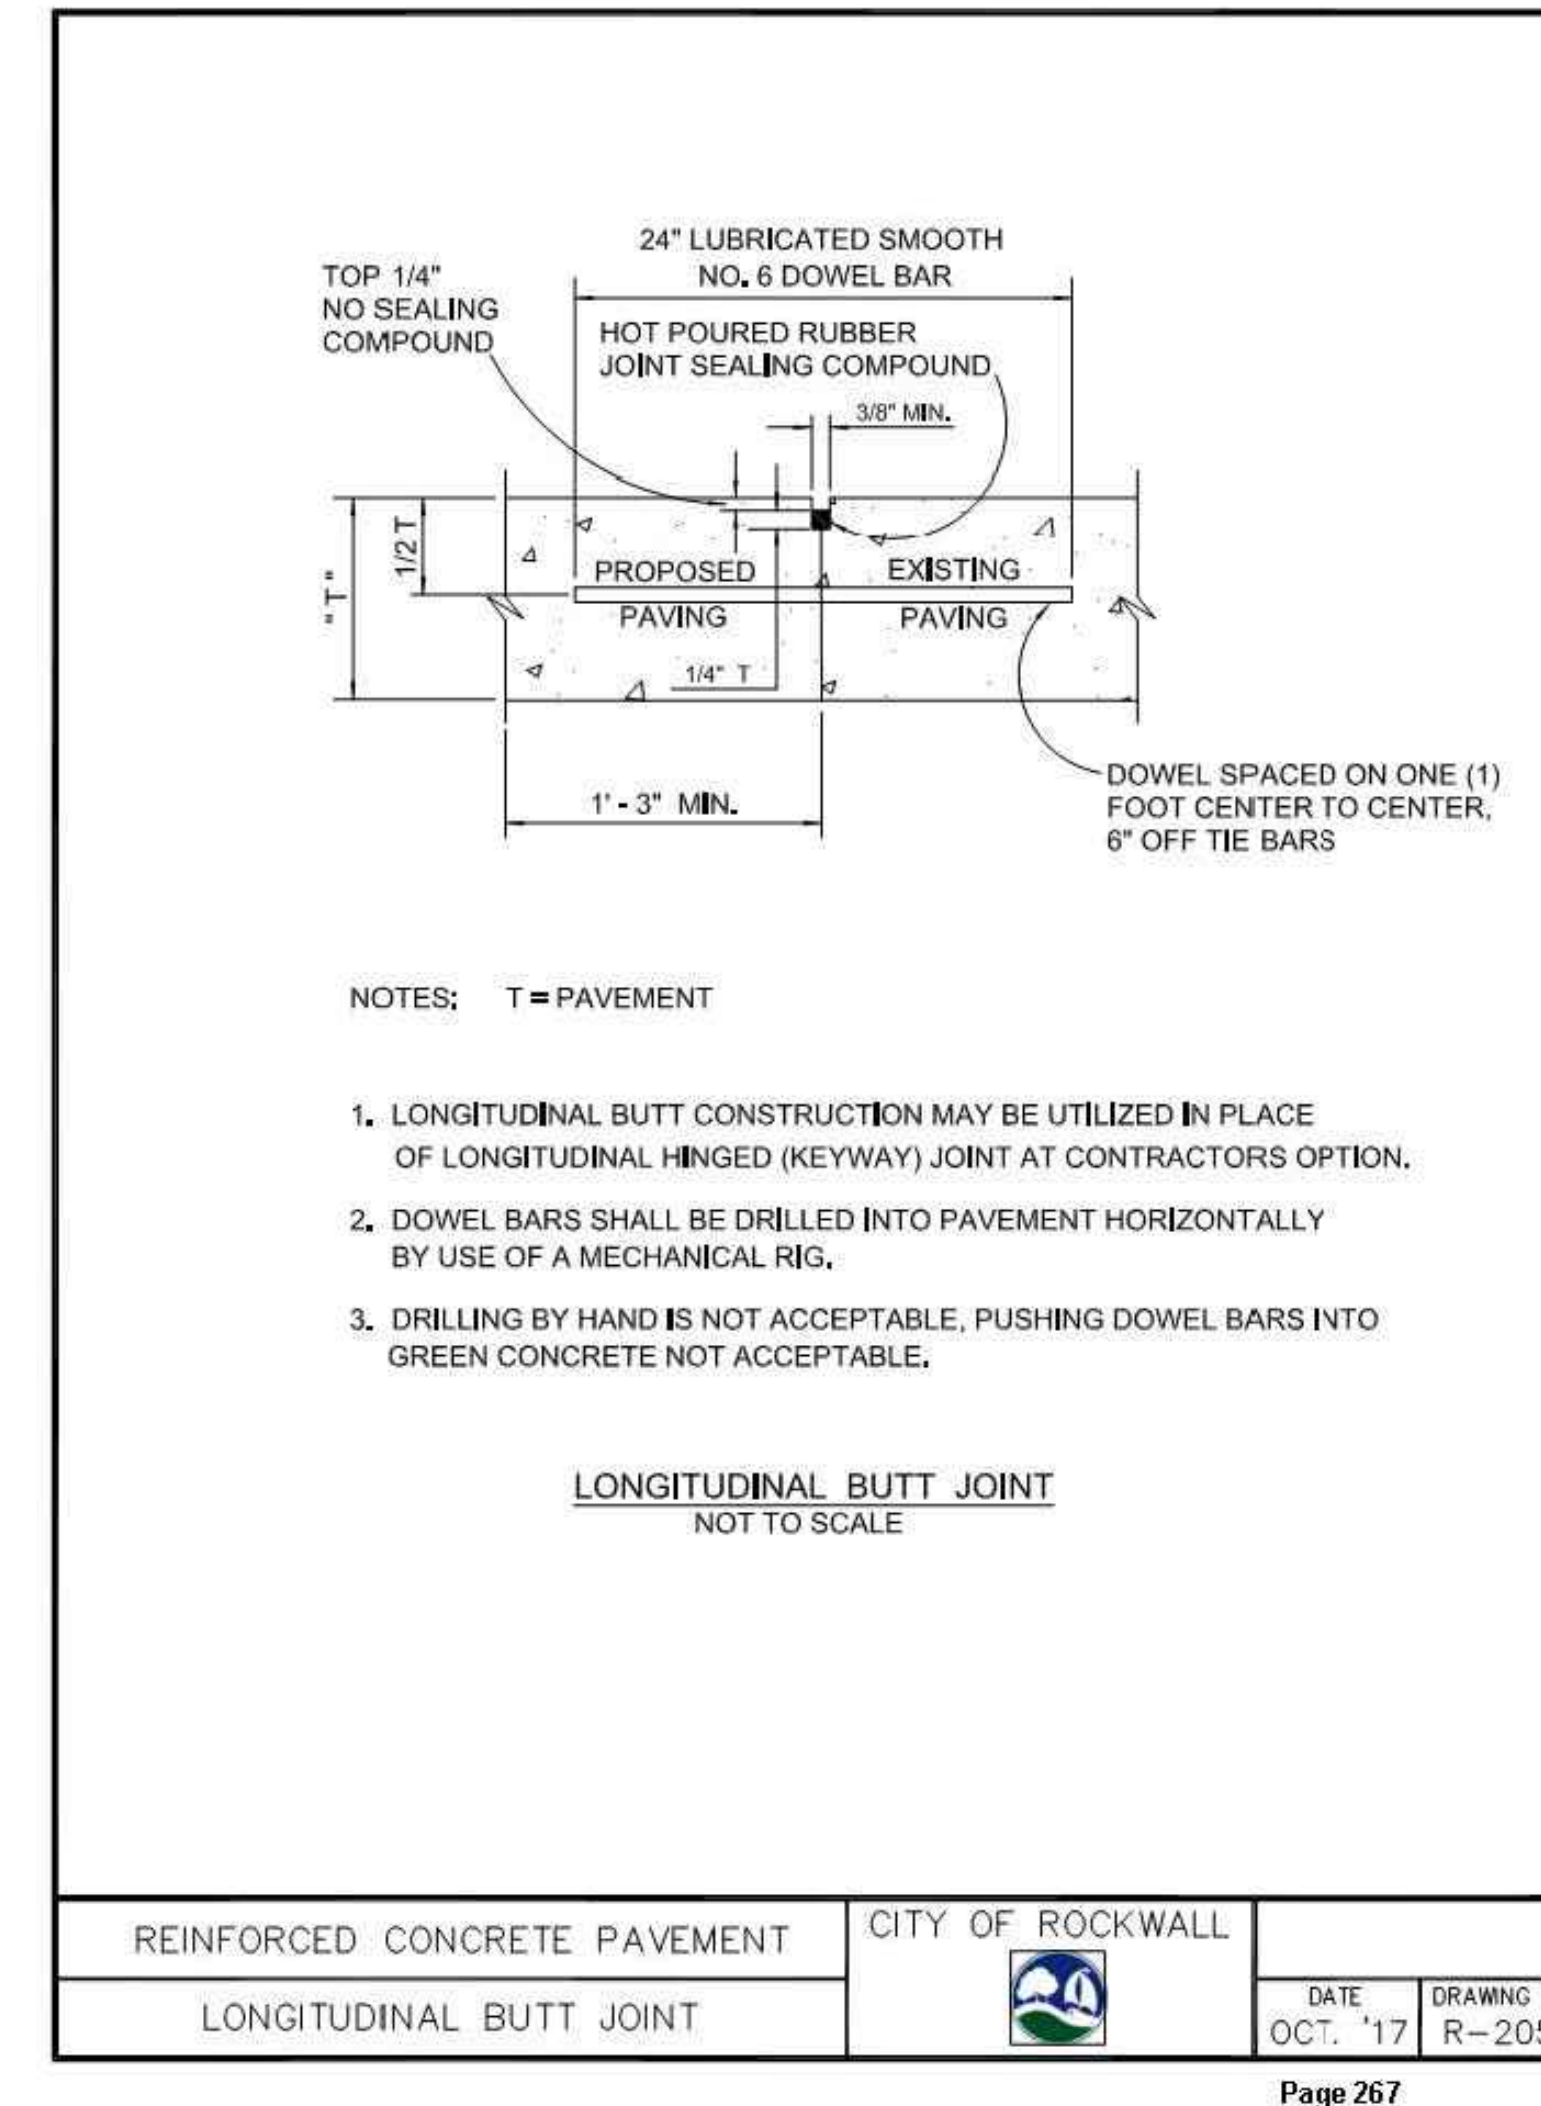 24" LUBRICATED SMOOTH
NO. 6 DOWEL BAR
TOP 1/4"
NO SEALING
COMPOUND
HOT POURED RUBBER
JOINT SEALING COMPOUND
3/8" MIN.
1/2 T
"T"
PROPOSED
PAVING
EXISTING
PAVING
1/4" T
1' - 3" MIN.
DOWEL SPACED ON ONE (1)
FOOT CENTER TO CENTER,
6" OFF TIE BARS
NOTES: T = PAVEMENT
1. LONGITUDINAL BUTT CONSTRUCTION MAY BE UTILIZED IN PLACE
OF LONGITUDINAL HINGED (KEYWAY) JOINT AT CONTRACTORS OPTION.
2. DOWEL BARS SHALL BE DRILLED INTO PAVEMENT HORIZONTALLY
BY USE OF A MECHANICAL RIG.
3. DRILLING BY HAND IS NOT ACCEPTABLE, PUSHING DOWEL BARS INTO
GREEN CONCRETE NOT ACCEPTABLE.
LONGITUDINAL BUTT JOINT
NOT TO SCALE
REINFORCED CONCRETE PAVEMENT
LONGITUDINAL BUTT JOINT
CITY OF ROCKWALL
DATE
OCT. '17
DRAWING
R-205
Page 267